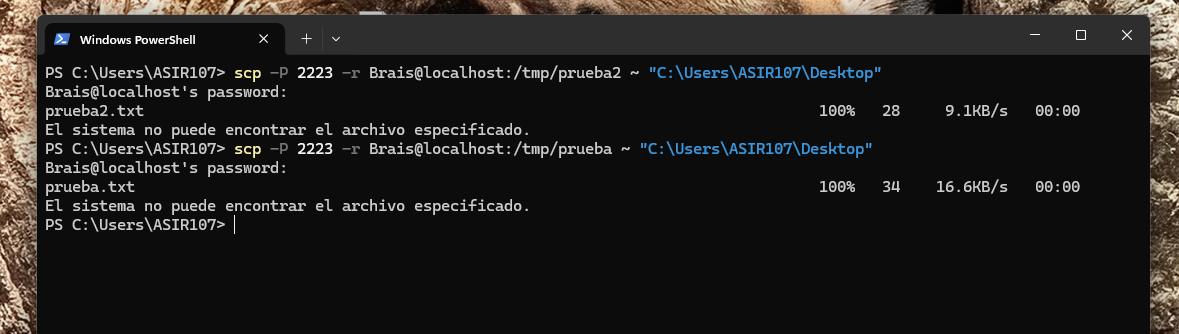 Windows PowerShell
PS C:\Users\ASIR107> scp -P 2223 -r Brais@localhost:/tmp/prueba2 ~ "C:\Users\ASIR107\Desktop"
Brais@localhost's password:
prueba2.txt 100% 28 9.1KB/s 00:00
El sistema no puede encontrar el archivo especificado.
PS C:\Users\ASIR107> scp -P 2223 -r Brais@localhost:/tmp/prueba ~ "C:\Users\ASIR107\Desktop"
Brais@localhost's password:
prueba.txt 100% 34 16.6KB/s 00:00
El sistema no puede encontrar el archivo especificado.
PS C:\Users\ASIR107>